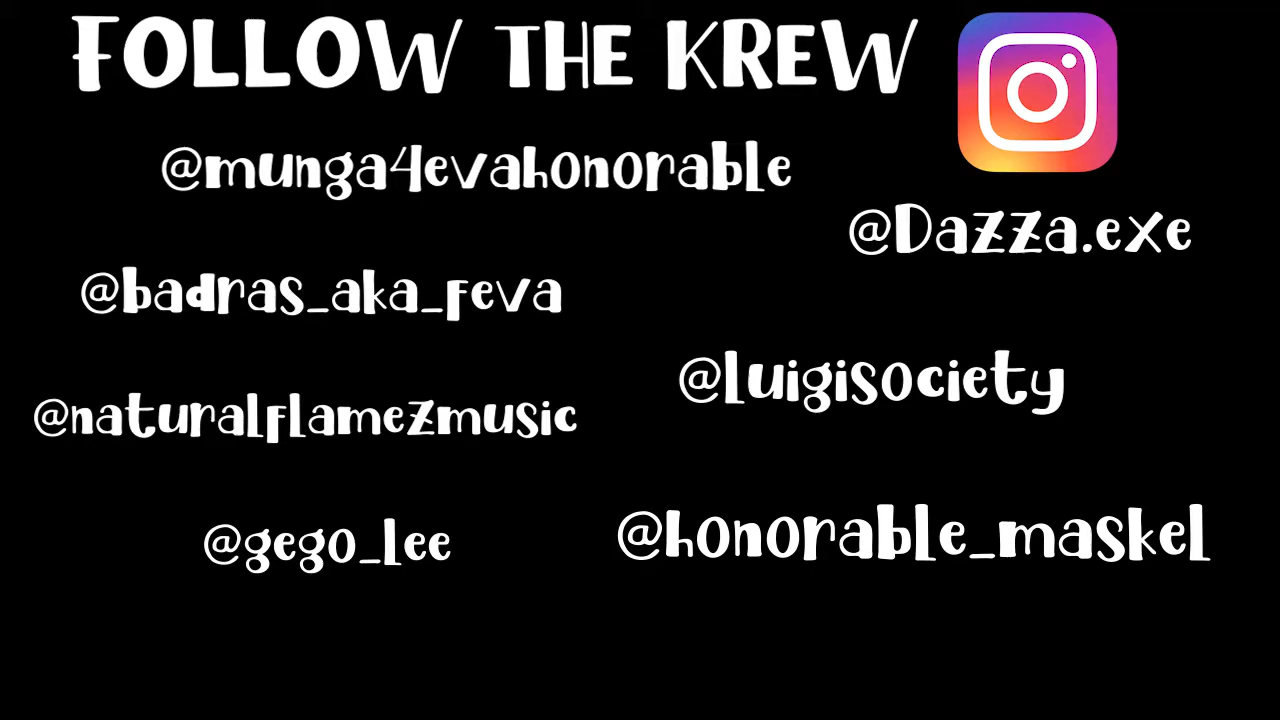 FOLLOW THE KREW
@munga4evahonorable
@Dazza.exe
@badras_aka_feva
@luigisociety
@naturalflamezmusic
@honorable_maskel
@gego_lee